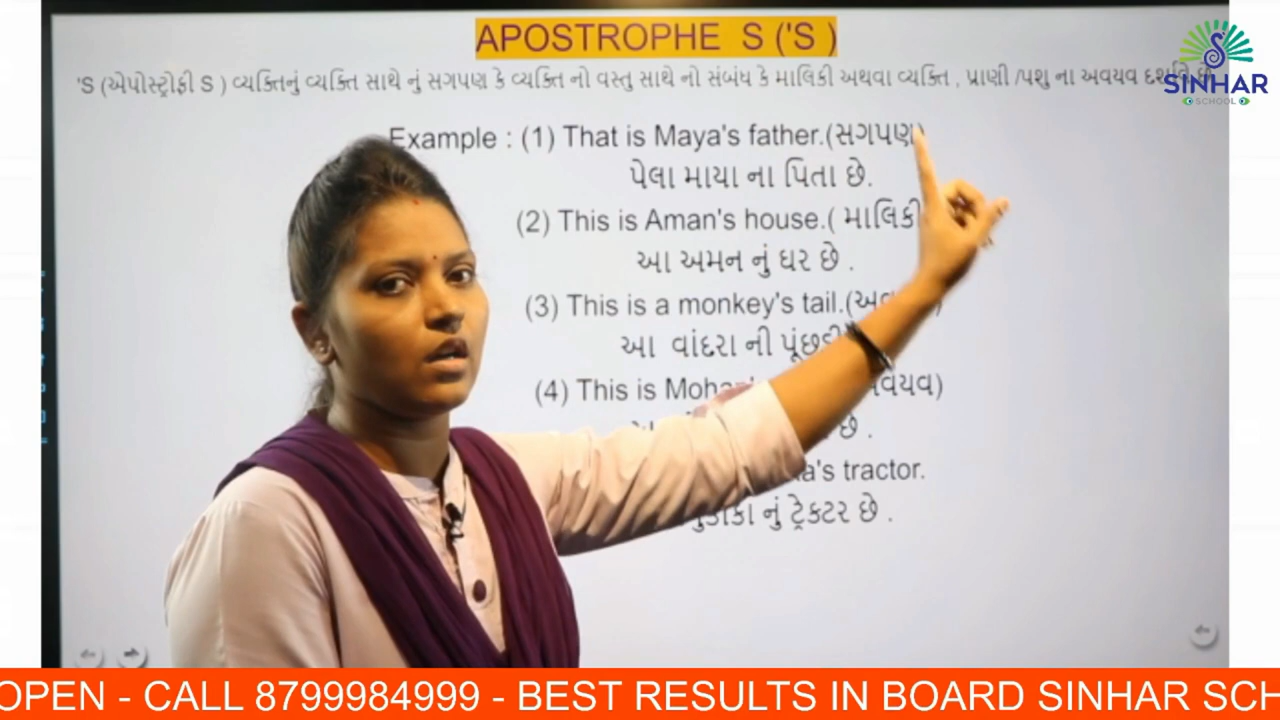 APOSTROPHE S ('S )
'S (એપોસ્ટ્રોફી S ) વ્યક્તિનું વ્યક્તિ સાથે નું સગપણ કે વ્યક્તિ નો વસ્તુ સાથે નો સંબંધ કે માલિકી અથવા વ્યક્તિ , પ્રાણી /પશુ ના અવયવ
SINHAR
SCHOOL
Example : (1) That is Maya's father.(સગપણ)
પેલા માયા ના પિતા છે.
(2) This is Aman's house.( માલિકી
આ અમન નું ઘર છે .
(3) This is a monkey's tail.(
આ વાંદરા ની
(4) This is
છે .
tractor.
નું ટ્રેક્ટર છે .
OPEN - CALL 8799984999 - BEST RESULTS IN BOARD SINHAR SCH